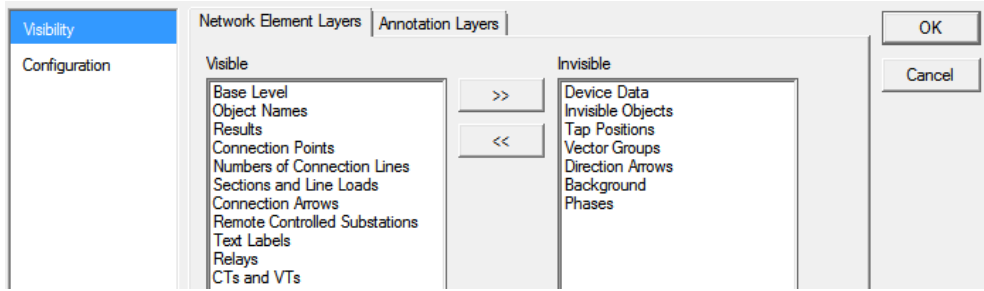 Visibility
Configuration
Network Element Layers
Annotation Layers
Visible
Base Level
Object Names
Results
Connection Points
Numbers of Connection Lines
Sections and Line Loads
Connection Arrows
Remote Controlled Substations
Text Labels
Relays
CTs and VTs
>>
<<
Invisible
Device Data
Invisible Objects
Tap Positions
Vector Groups
Direction Arrows
Background
Phases
OK
Cancel